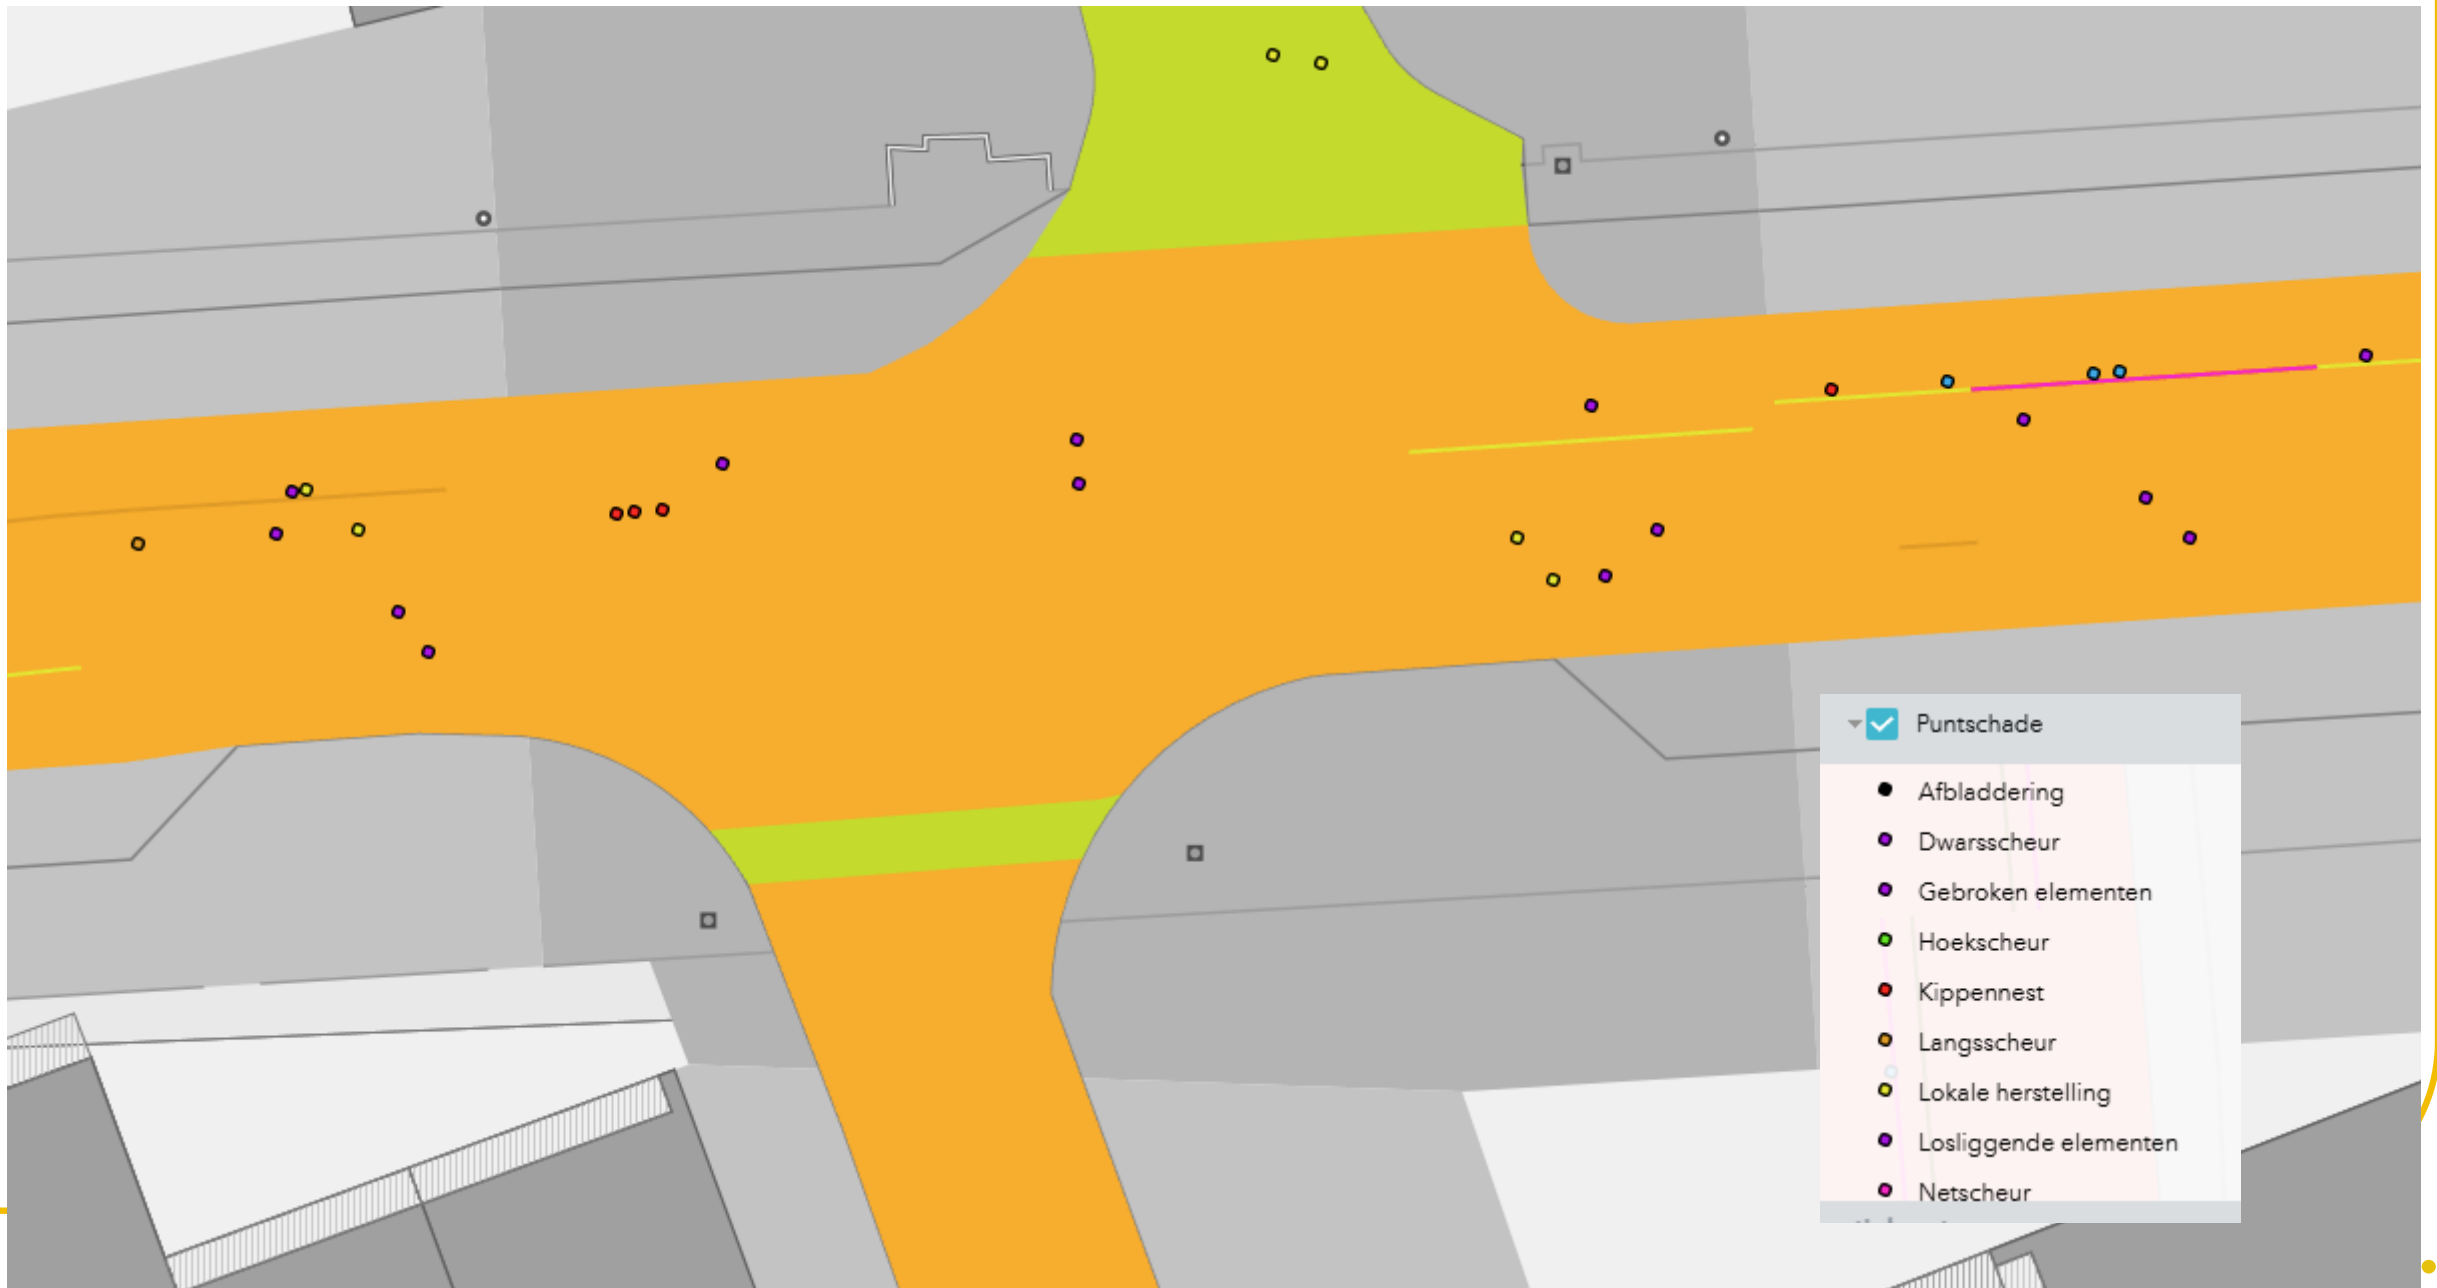 Puntschade
Afbladdering
Dwarsscheur
Gebroken elementen
Hoekscheur
Kippennest
Langsscheur
Lokale herstelling
Losliggende elementen
Netscheur